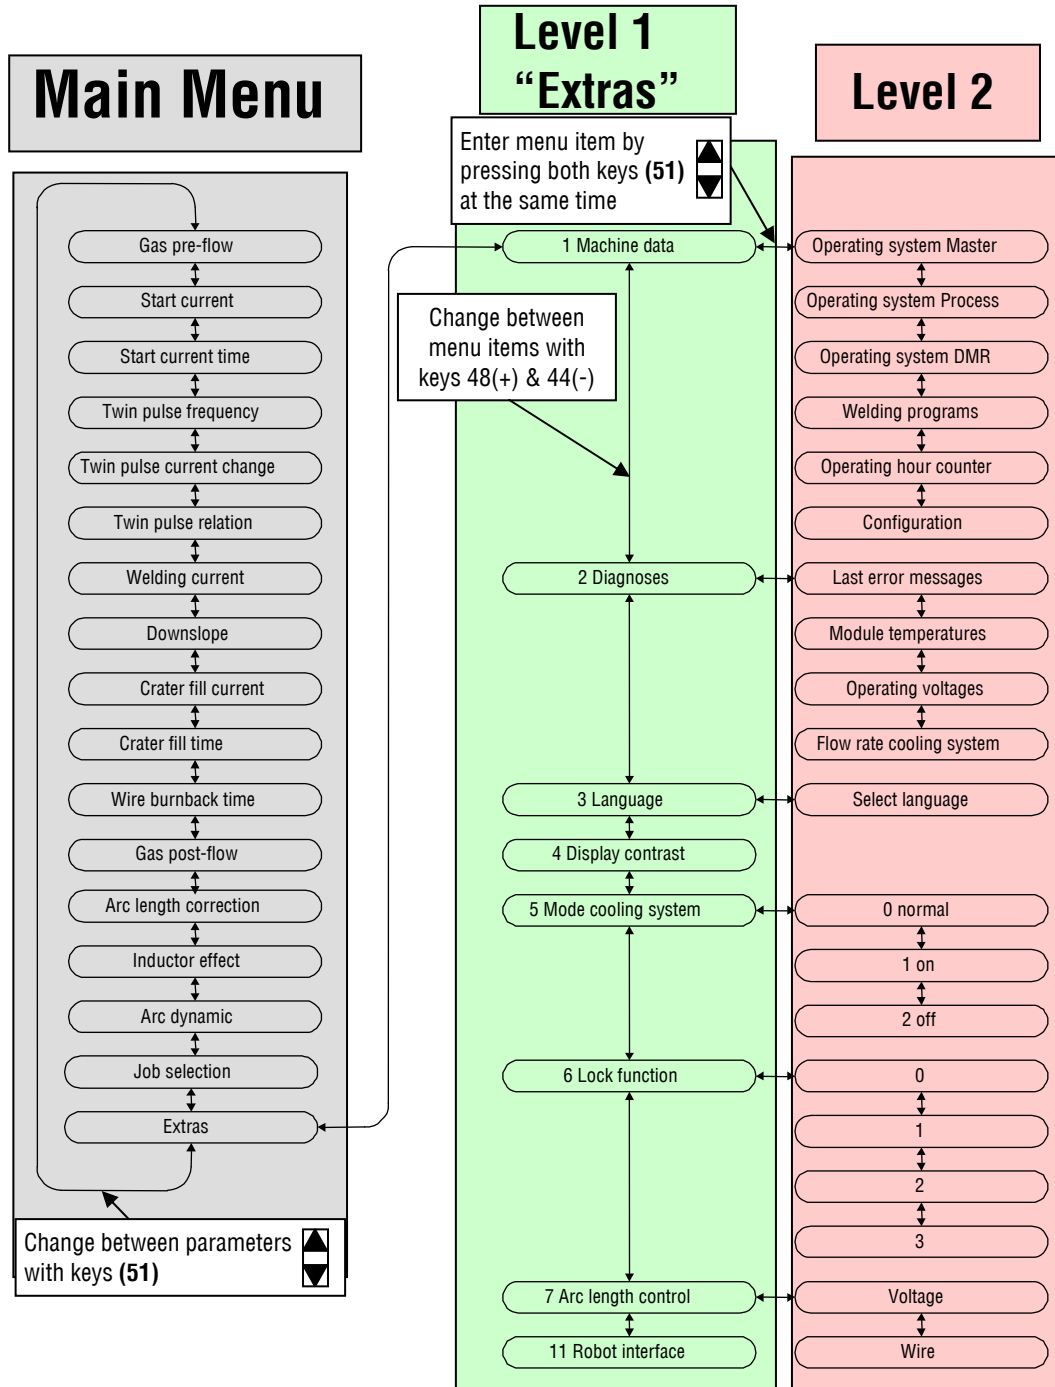 Main Menu
Level 1
“Extras”
Level 2
Enter menu item by
pressing both keys (51)
at the same time
Gas pre-flow
Start current
Start current time
Twin pulse frequency
Twin pulse current change
Twin pulse relation
Welding current
Downslope
Crater fill current
Crater fill time
Wire burnback time
Gas post-flow
Arc length correction
Inductor effect
Arc dynamic
Job selection
Extras
Change between parameters
with keys (51)
1 Machine data
Change between
menu items with
keys 48(+) & 44(-)
2 Diagnoses
3 Language
4 Display contrast
5 Mode cooling system
6 Lock function
7 Arc length control
11 Robot interface
Operating system Master
Operating system Process
Operating system DMR
Welding programs
Operating hour counter
Configuration
Last error messages
Module temperatures
Operating voltages
Flow rate cooling system
Select language
0 normal
1 on
2 off
0
1
2
3
Voltage
Wire